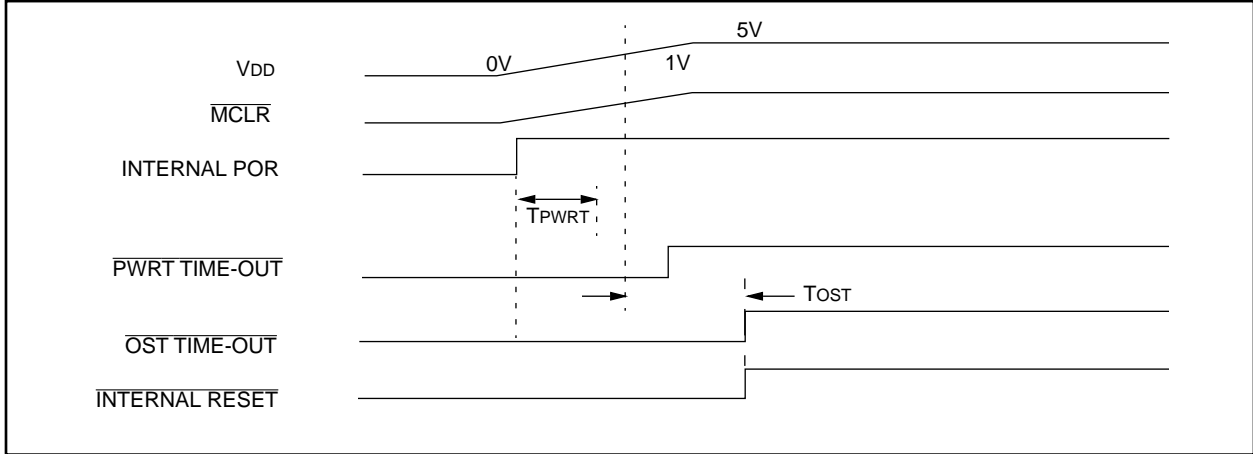 5V
0V
1V
VDD
MCLR
INTERNAL POR
TPWRT
PWRT TIME-OUT
TOST
OST TIME-OUT
INTERNAL RESET